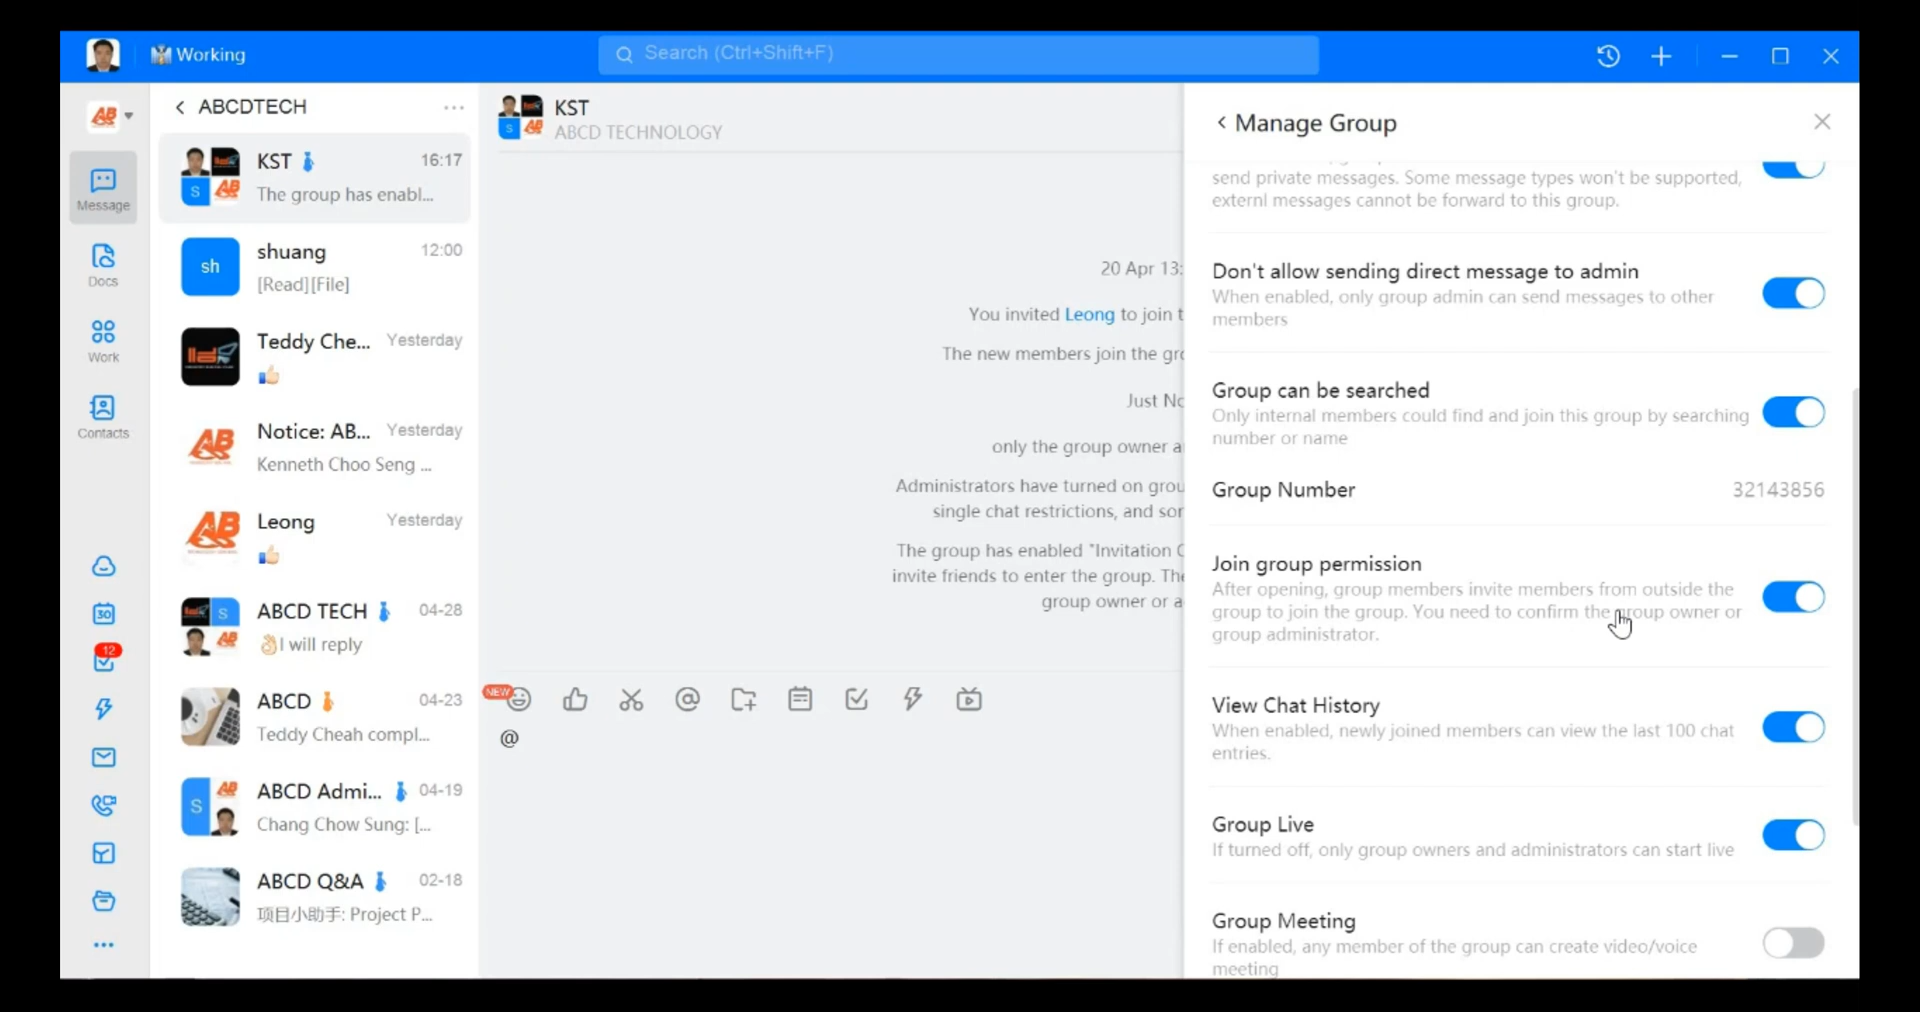 Working
Search (Ctrl+Shift+F)
ABCDTECH
KST
16:17
The group has enabl...
sh
shuang
12:00
[Read][File]
Teddy Che...
Yesterday
Notice: AB...
Yesterday
Kenneth Choo Seng ...
Leong
Yesterday
ABCD TECH
04-28
I will reply
ABCD
04-23
Teddy Cheah compl...
ABCD Admi...
04-19
Chang Chow Sung: [...
ABCD Q&A
02-18
项目小助手: Project P...
Message
Docs
Work
Contacts
30
12
KST
ABCD TECHNOLOGY
20 Apr 13:
You invited Leong to join t
The new members join the gro
Just No
only the group owner a
Administrators have turned on grou
single chat restrictions, and sor
The group has enabled "Invitation C
invite friends to enter the group. The
group owner or a
NEW
@
Manage Group
send private messages. Some message types won't be supported,
externl messages cannot be forward to this group.
Don't allow sending direct message to admin
When enabled, only group admin can send messages to other
members
Group can be searched
Only internal members could find and join this group by searching
number or name
Group Number
32143856
Join group permission
After opening, group members invite members from outside the
group to join the group. You need to confirm the group owner or
group administrator.
View Chat History
When enabled, newly joined members can view the last 100 chat
entries.
Group Live
If turned off, only group owners and administrators can start live
Group Meeting
If enabled, any member of the group can create video/voice
meeting